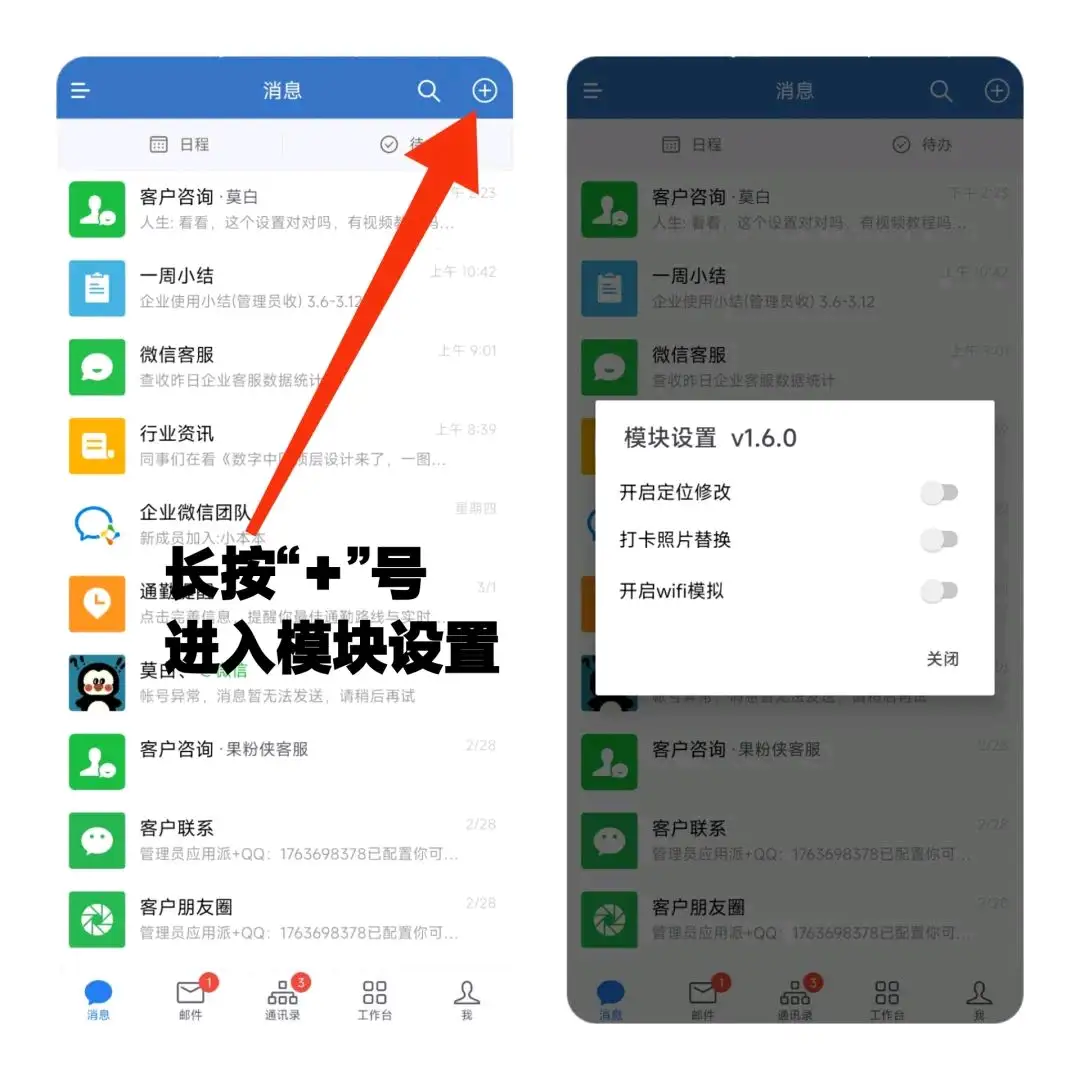 消息
日程
待
客户咨询 · 莫白
午 2:23
人生: 看看，这个设置对对吗，有视频教程吗...
一周小结
上午 10:42
企业使用小结(管理员收) 3.6-3.12
微信客服
上午 9:01
查收昨日企业客服数据统计
行业资讯
上午 8:39
同事们在看《数字中国顶层设计来了，一图...
企业微信团队
星期四
新成员加入:小本本
通勤提醒
3/1
点击完善信息，提醒你最佳通勤路线与实时...
长按“+”号
进入模块设置
莫白、
微信
帐号异常，消息暂无法发送，请稍后再试
客户咨询 · 果粉侠客服
2/28
客户联系
2/28
管理员应用派+QQ：1763698378已配置你可...
客户朋友圈
2/28
管理员应用派+QQ：1763698378已配置你可...
1
3
消息
邮件
通讯录
工作台
我
消息
日程
待办
客户咨询 · 莫白
下午 2:23
人生: 看看，这个设置对对吗，有视频教程吗...
一周小结
上午 10:42
企业使用小结(管理员收) 3.6-3.12
微信客服
上午 9:01
查收昨日企业客服数据统计
模块设置 v1.6.0
开启定位修改
打卡照片替换
开启wifi模拟
关闭
帐号异常，消息暂无法发送，请稍后再试
客户咨询 · 果粉侠客服
2/28
客户联系
2/28
管理员应用派+QQ：1763698378已配置你可...
客户朋友圈
2/28
管理员应用派+QQ：1763698378已配置你可...
1
3
消息
邮件
通讯录
工作台
我